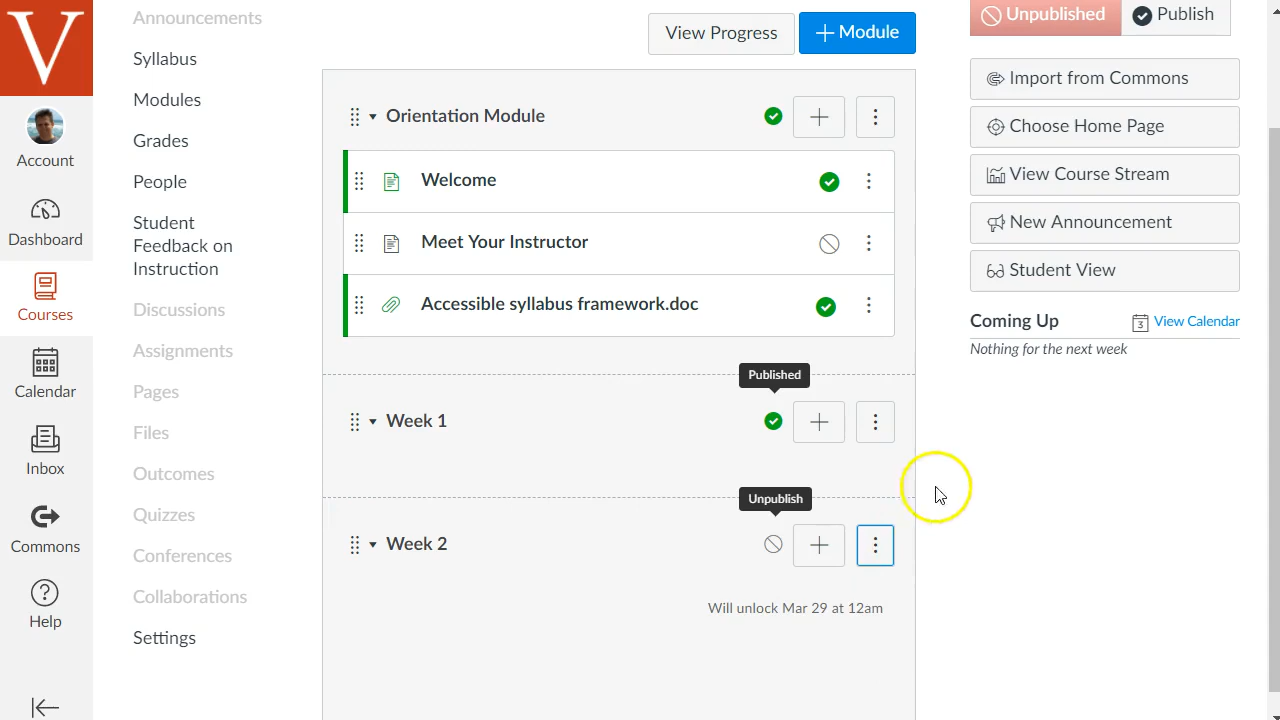 V
Account
Dashboard
Courses
Calendar
Inbox
Commons
Help
Announcements
Syllabus
Modules
Grades
People
Student
Feedback on
Instruction
Discussions
Assignments
Pages
Files
Outcomes
Quizzes
Conferences
Collaborations
Settings
View Progress
+ Module
Orientation Module
Welcome
Meet Your Instructor
Accessible syllabus framework.doc
Published
Week 1
Unpublish
Week 2
Will unlock Mar 29 at 12am
Unpublished
Publish
Import from Commons
Choose Home Page
View Course Stream
New Announcement
Student View
Coming Up
3
View Calendar
Nothing for the next week